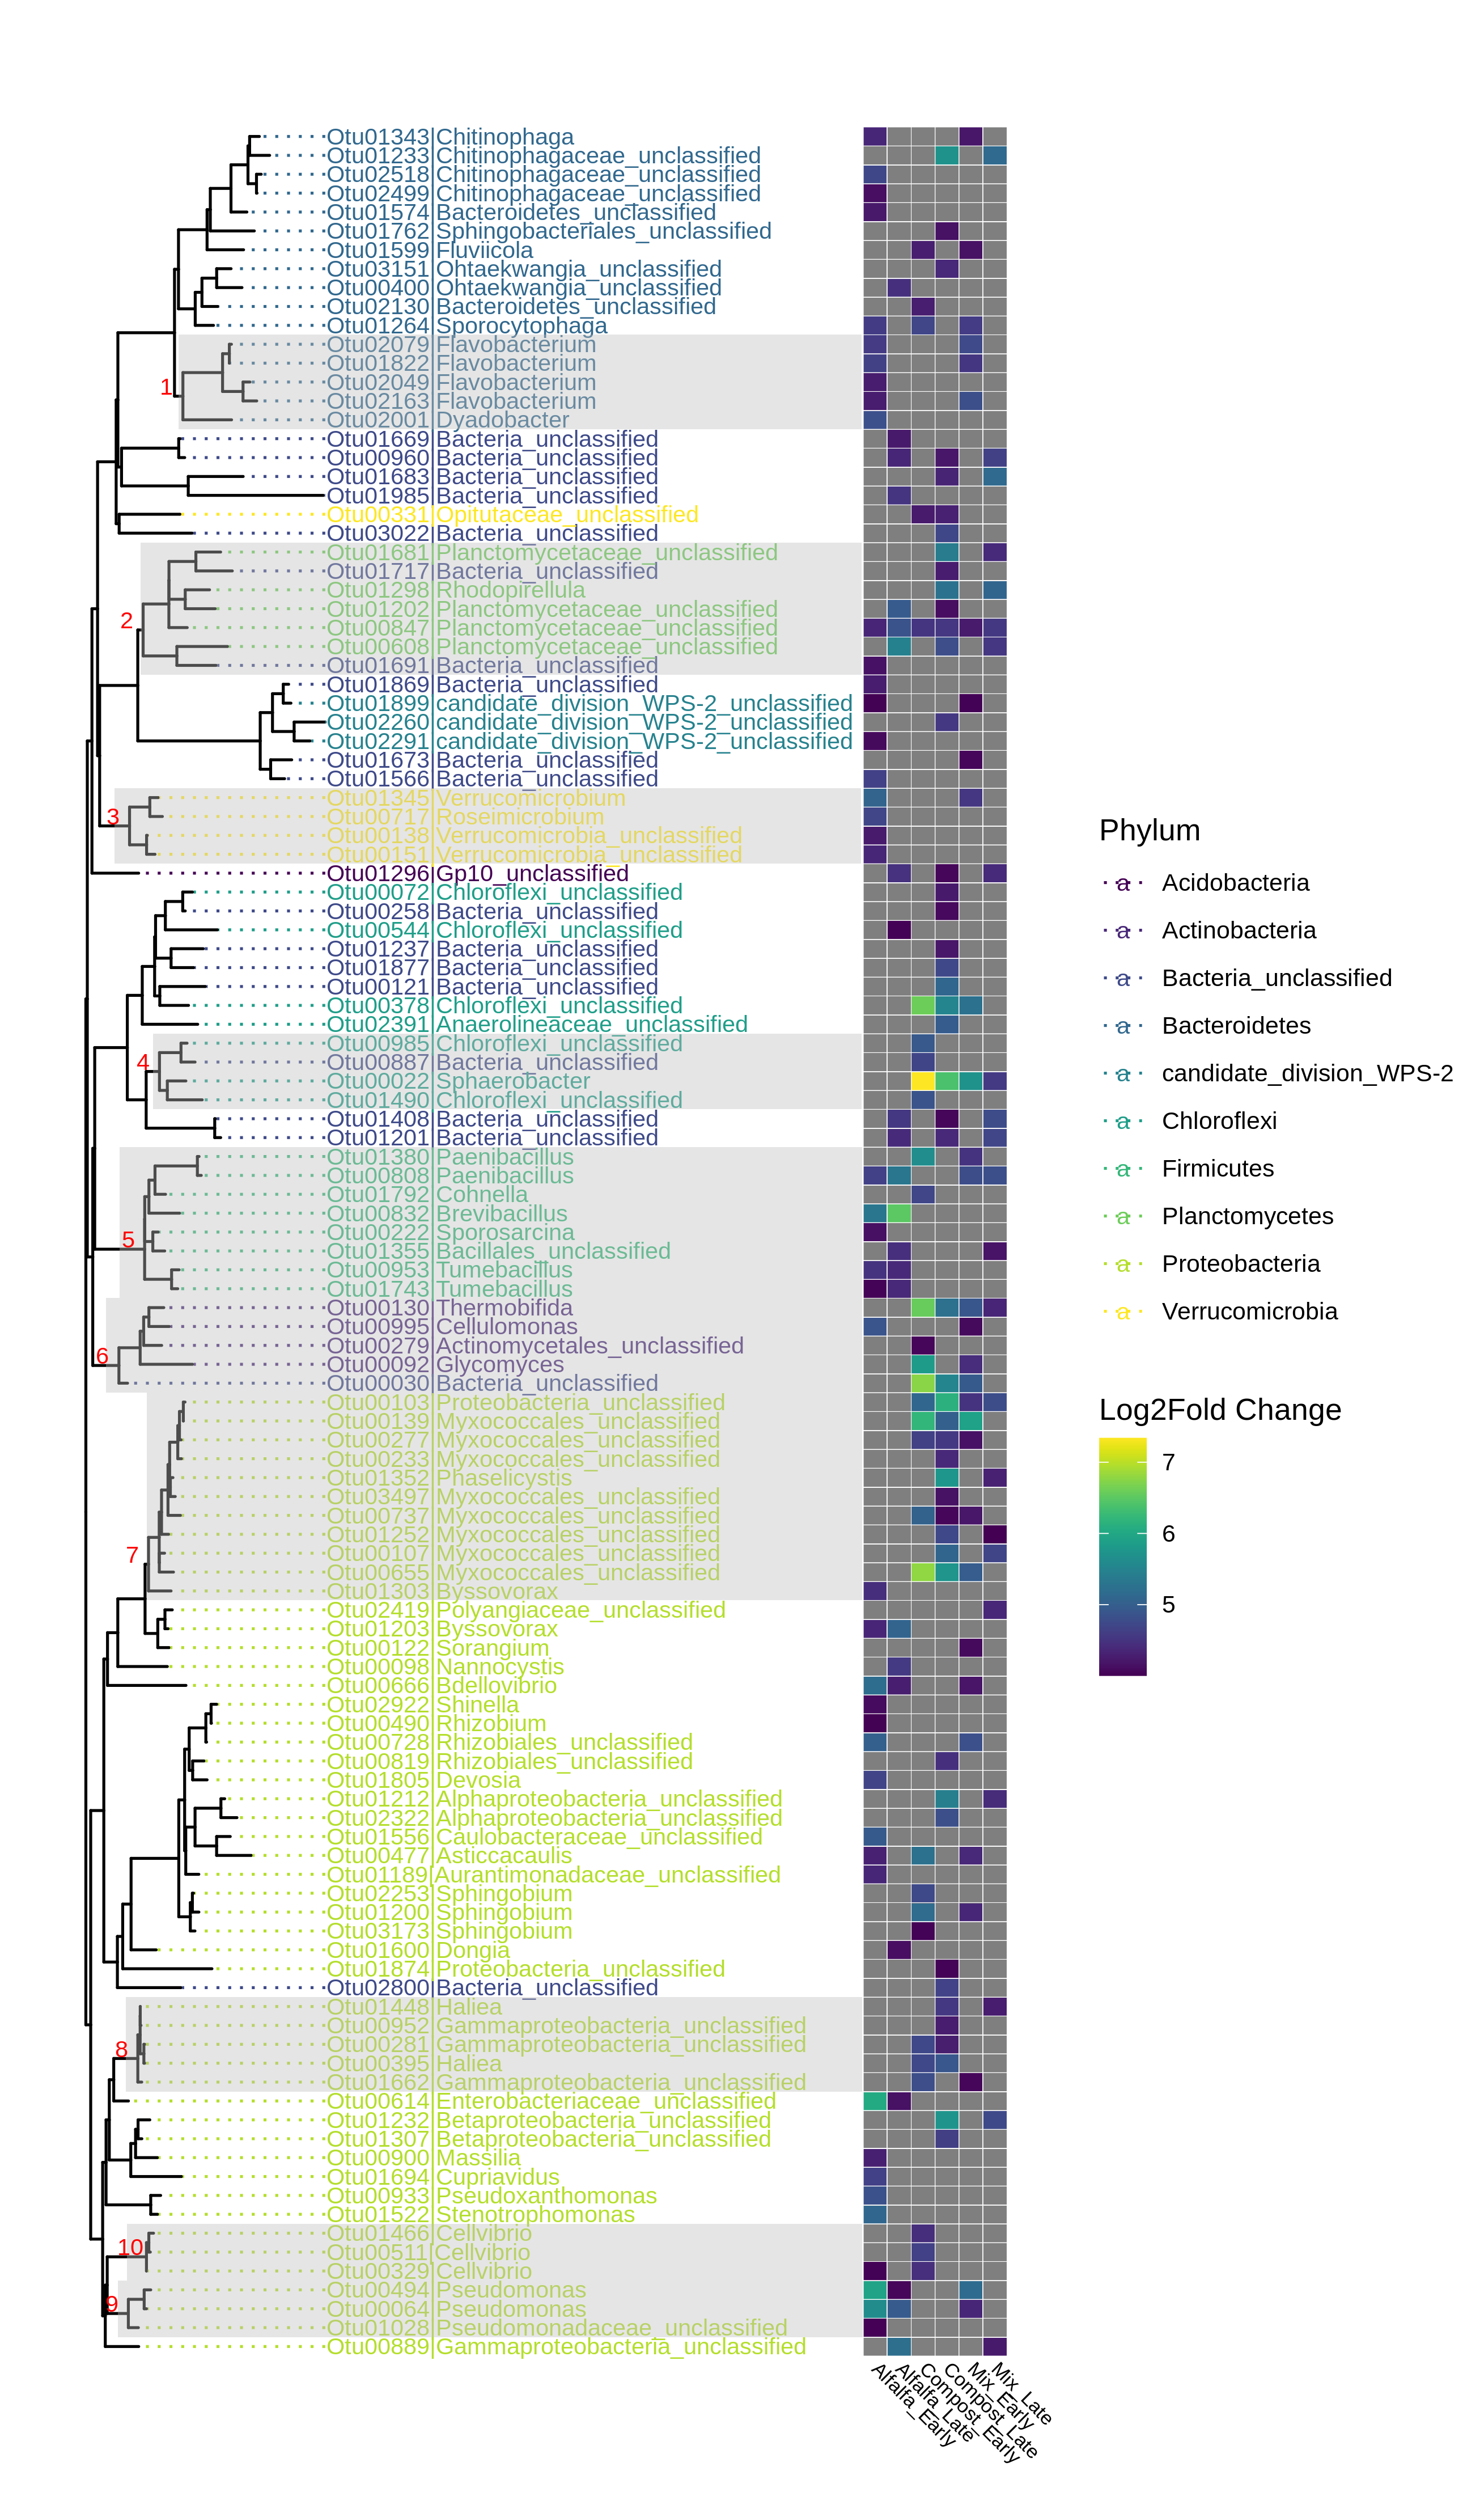 Otu01343|Chitinophaga
Otu01233|Chitinophagaceae_unclassified
Otu02518|Chitinophagaceae_unclassified
Otu02499|Chitinophagaceae_unclassified
Otu01574|Bacteroidetes_unclassified
Otu01762|Sphingobacteriales_unclassified
Otu01599|Fluviicola
Otu03151|Ohtaekwangia_unclassified
Otu00400|Ohtaekwangia_unclassified
Otu02130|Bacteroidetes_unclassified
Otu01264|Sporocytophaga
Otu02079|Flavobacterium
Otu01822|Flavobacterium
1
Otu02049|Flavobacterium
Otu02163|Flavobacterium
Otu02001|Dyadobacter
Otu01669|Bacteria_unclassified
Otu00960|Bacteria_unclassified
Otu01683|Bacteria_unclassified
Otu01985|Bacteria_unclassified
Otu00331|Opitutaceae_unclassified
Otu03022|Bacteria_unclassified
Otu01681|Planctomycetaceae_unclassified
Otu01717|Bacteria_unclassified
Otu01298|Rhodopirellula
Otu01202|Planctomycetaceae_unclassified
2
Otu00847|Planctomycetaceae_unclassified
Otu00608|Planctomycetaceae_unclassified
Otu01691|Bacteria_unclassified
Otu01869|Bacteria_unclassified
Otu01899|candidate_division_WPS-2_unclassified
Otu02260|candidate_division_WPS-2_unclassified
Otu02291|candidate_division_WPS-2_unclassified
Otu01673|Bacteria_unclassified
Otu01566|Bacteria_unclassified
Otu01345|Verrucomicrobium
3
Otu00717|Roseimicrobium
Otu00138|Verrucomicrobia_unclassified
Otu00151|Verrucomicrobia_unclassified
Otu01296|Gp10_unclassified
Otu00072|Chloroflexi_unclassified
Otu00258|Bacteria_unclassified
Otu00544|Chloroflexi_unclassified
Otu01237|Bacteria_unclassified
Otu01877|Bacteria_unclassified
Otu00121|Bacteria_unclassified
Otu00378|Chloroflexi_unclassified
Otu02391|Anaerolineaceae_unclassified
Otu00985|Chloroflexi_unclassified
4
Otu00887|Bacteria_unclassified
Otu00022|Sphaerobacter
Otu01490|Chloroflexi_unclassified
Otu01408|Bacteria_unclassified
Otu01201|Bacteria_unclassified
Otu01380|Paenibacillus
Otu00808|Paenibacillus
Otu01792|Cohnella
Otu00832|Brevibacillus
Otu00222|Sporosarcina
5
Otu01355|Bacillales_unclassified
Otu00953|Tumebacillus
Otu01743|Tumebacillus
Otu00130|Thermobifida
Otu00995|Cellulomonas
Otu00279|Actinomycetales_unclassified
6
Otu00092|Glycomyces
Otu00030|Bacteria_unclassified
Otu00103|Proteobacteria_unclassified
Otu00139|Myxococcales_unclassified
Otu00277|Myxococcales_unclassified
Otu00233|Myxococcales_unclassified
Otu01352|Phaselicystis
Otu03497|Myxococcales_unclassified
Otu00737|Myxococcales_unclassified
Otu01252|Myxococcales_unclassified
7
Otu00107|Myxococcales_unclassified
Otu00655|Myxococcales_unclassified
Otu01303|Byssovorax
Otu02419|Polyangiaceae_unclassified
Otu01203|Byssovorax
Otu00122|Sorangium
Otu00098|Nannocystis
Otu00666|Bdellovibrio
Otu02922|Shinella
Otu00490|Rhizobium
Otu00728|Rhizobiales_unclassified
Otu00819|Rhizobiales_unclassified
Otu01805|Devosia
Otu01212|Alphaproteobacteria_unclassified
Otu02322|Alphaproteobacteria_unclassified
Otu01556|Caulobacteraceae_unclassified
Otu00477|Asticcacaulis
Otu01189|Aurantimonadaceae_unclassified
Otu02253|Sphingobium
Otu01200|Sphingobium
Otu03173|Sphingobium
Otu01600|Dongia
Otu01874|Proteobacteria_unclassified
Otu02800|Bacteria_unclassified
Otu01448|Haliea
Otu00952|Gammaproteobacteria_unclassified
Otu00281|Gammaproteobacteria_unclassified
8
Otu00395|Haliea
Otu01662|Gammaproteobacteria_unclassified
Otu00614|Enterobacteriaceae_unclassified
Otu01232|Betaproteobacteria_unclassified
Otu01307|Betaproteobacteria_unclassified
Otu00900|Massilia
Otu01694|Cupriavidus
Otu00933|Pseudoxanthomonas
Otu01522|Stenotrophomonas
Otu01466|Cellvibrio
10
Otu00511|Cellvibrio
Otu00329|Cellvibrio
Otu00494|Pseudomonas
9
Otu00064|Pseudomonas
Otu01028|Pseudomonadaceae_unclassified
Otu00889|Gammaproteobacteria_unclassified
Alfalfa_Early
Alfalfa_Late
Compost_Early
Compost_Late
Mix_Early
Mix_Late
Phylum
a Acidobacteria
a Actinobacteria
a Bacteria_unclassified
a Bacteroidetes
a candidate_division_WPS-2
a Chloroflexi
a Firmicutes
a Planctomycetes
a Proteobacteria
a Verrucomicrobia
Log2Fold Change
7
6
5